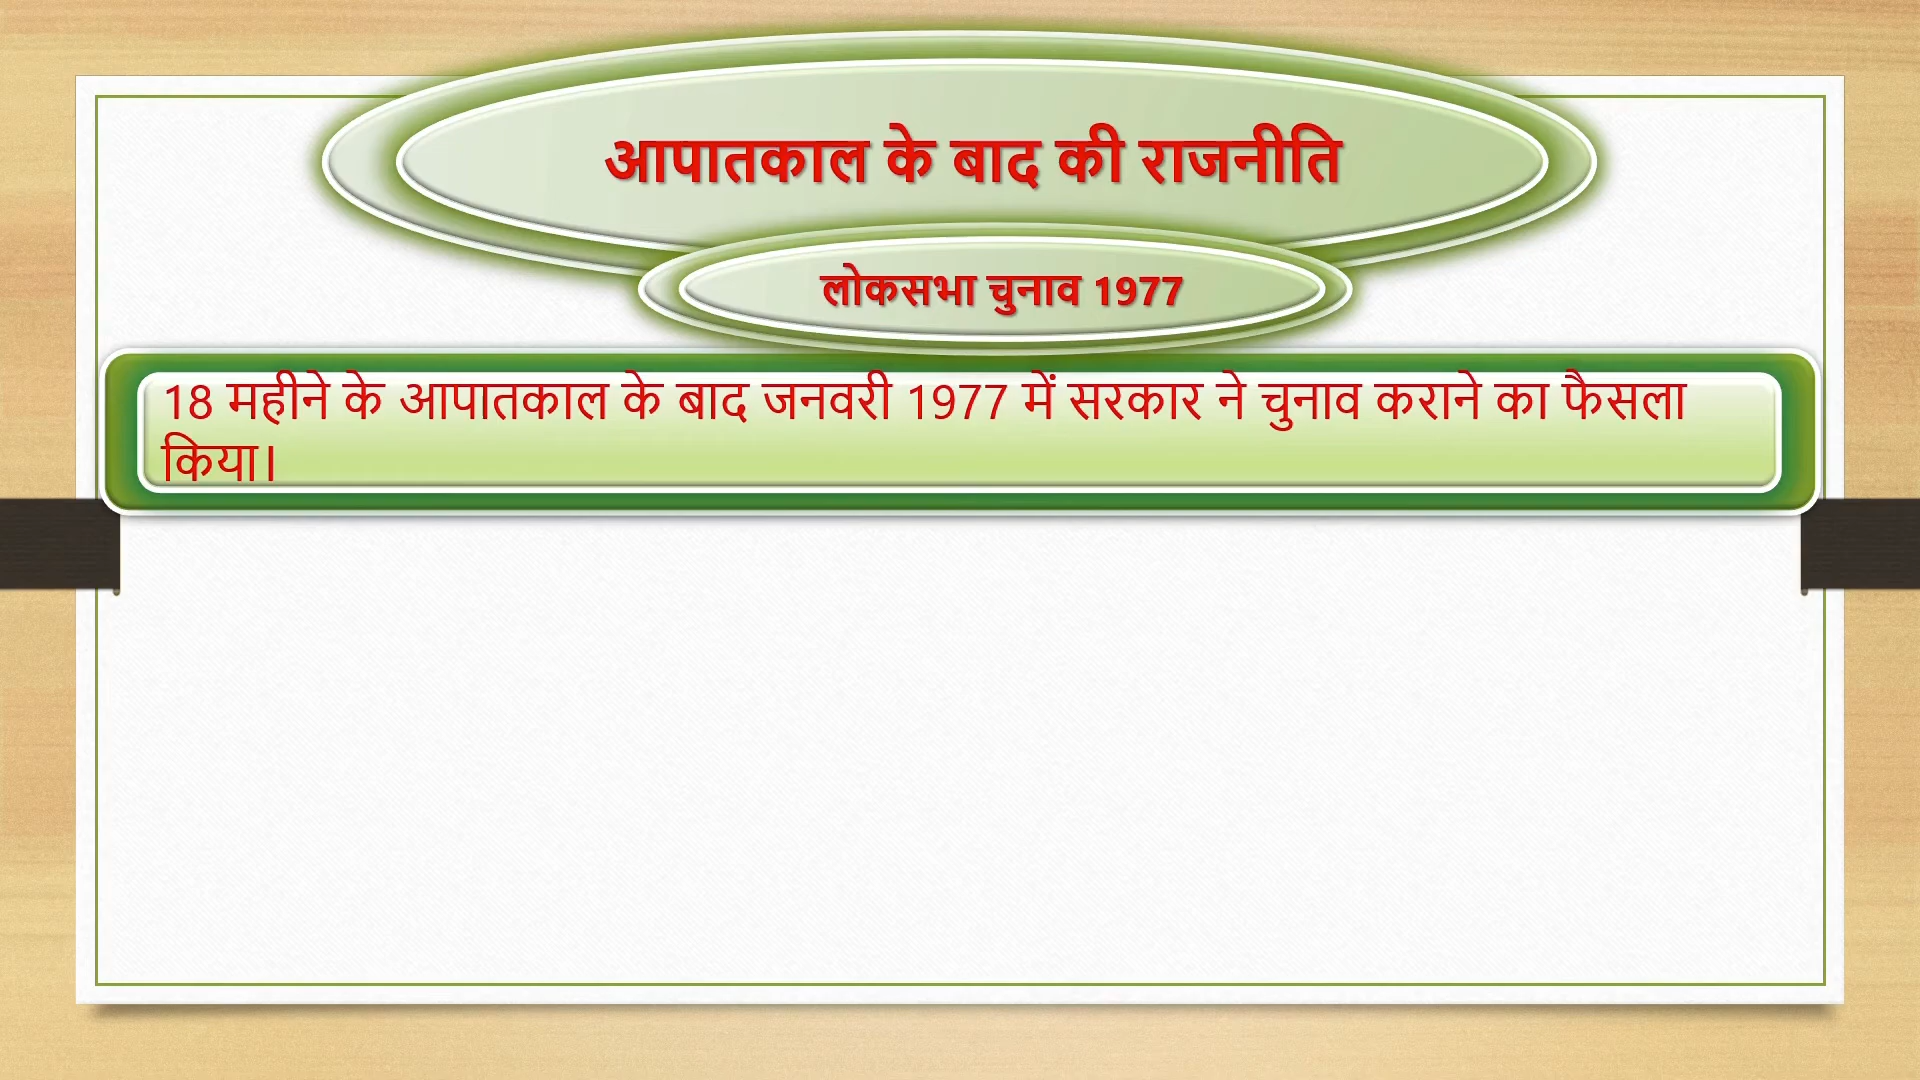 आपातकाल के बाद की राजनीति
लोकसभा चुनाव 1977
18 महीने के आपातकाल के बाद जनवरी 1977 में सरकार ने चुनाव कराने का फैसला
किया।